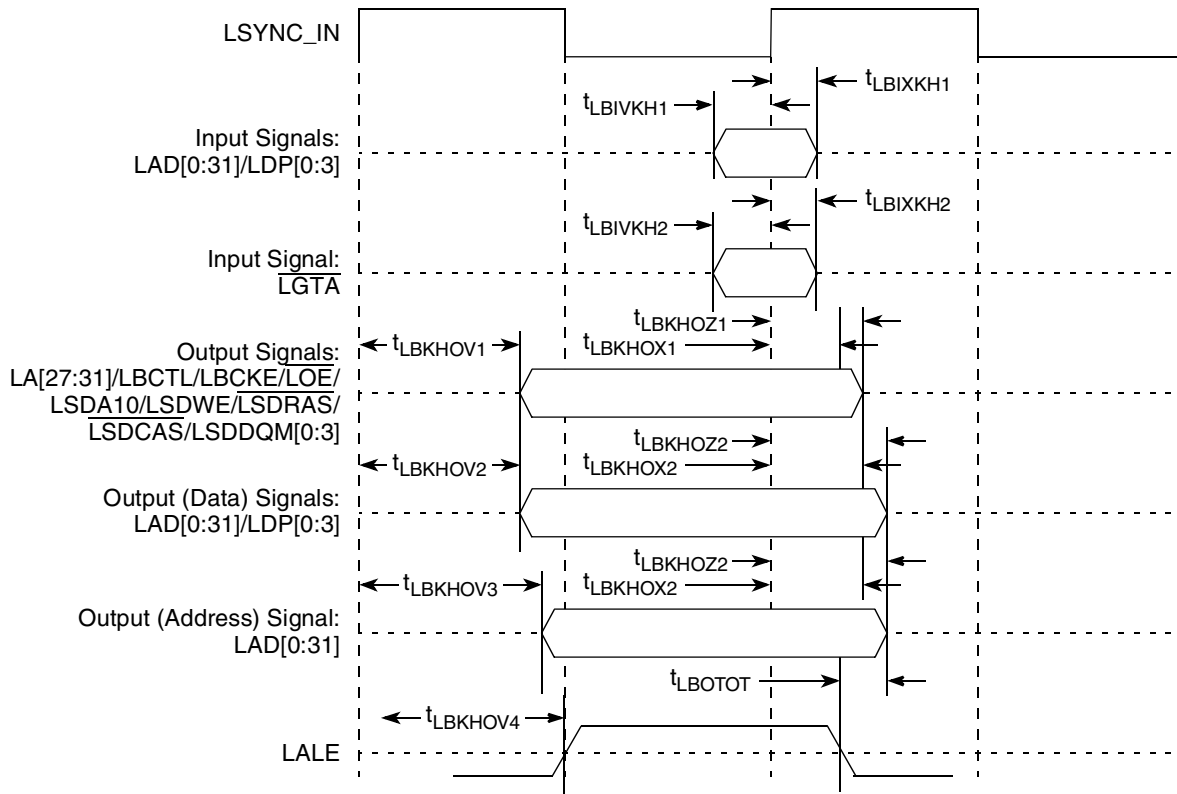 LSYNC_IN
tLBIXKH1
tLBIVKH1
Input Signals:
LAD[0:31]/LDP[0:3]
tLBIXKH2
tLBIVKH2
Input Signal:
LGTA
tLBKHOZ1
tLBKHOV1
tLBKHOX1
Output Signals:
LA[27:31]/LBCTL/LBCKE/LOE/
LSDA10/LSDWE/LSDRAS/
LSDCAS/LSDDQM[0:3]
tLBKHOZ2
tLBKHOV2
tLBKHOX2
Output (Data) Signals:
LAD[0:31]/LDP[0:3]
tLBKHOZ2
tLBKHOV3
tLBKHOX2
Output (Address) Signal:
LAD[0:31]
tLBOTOT
tLBKHOV4
LALE